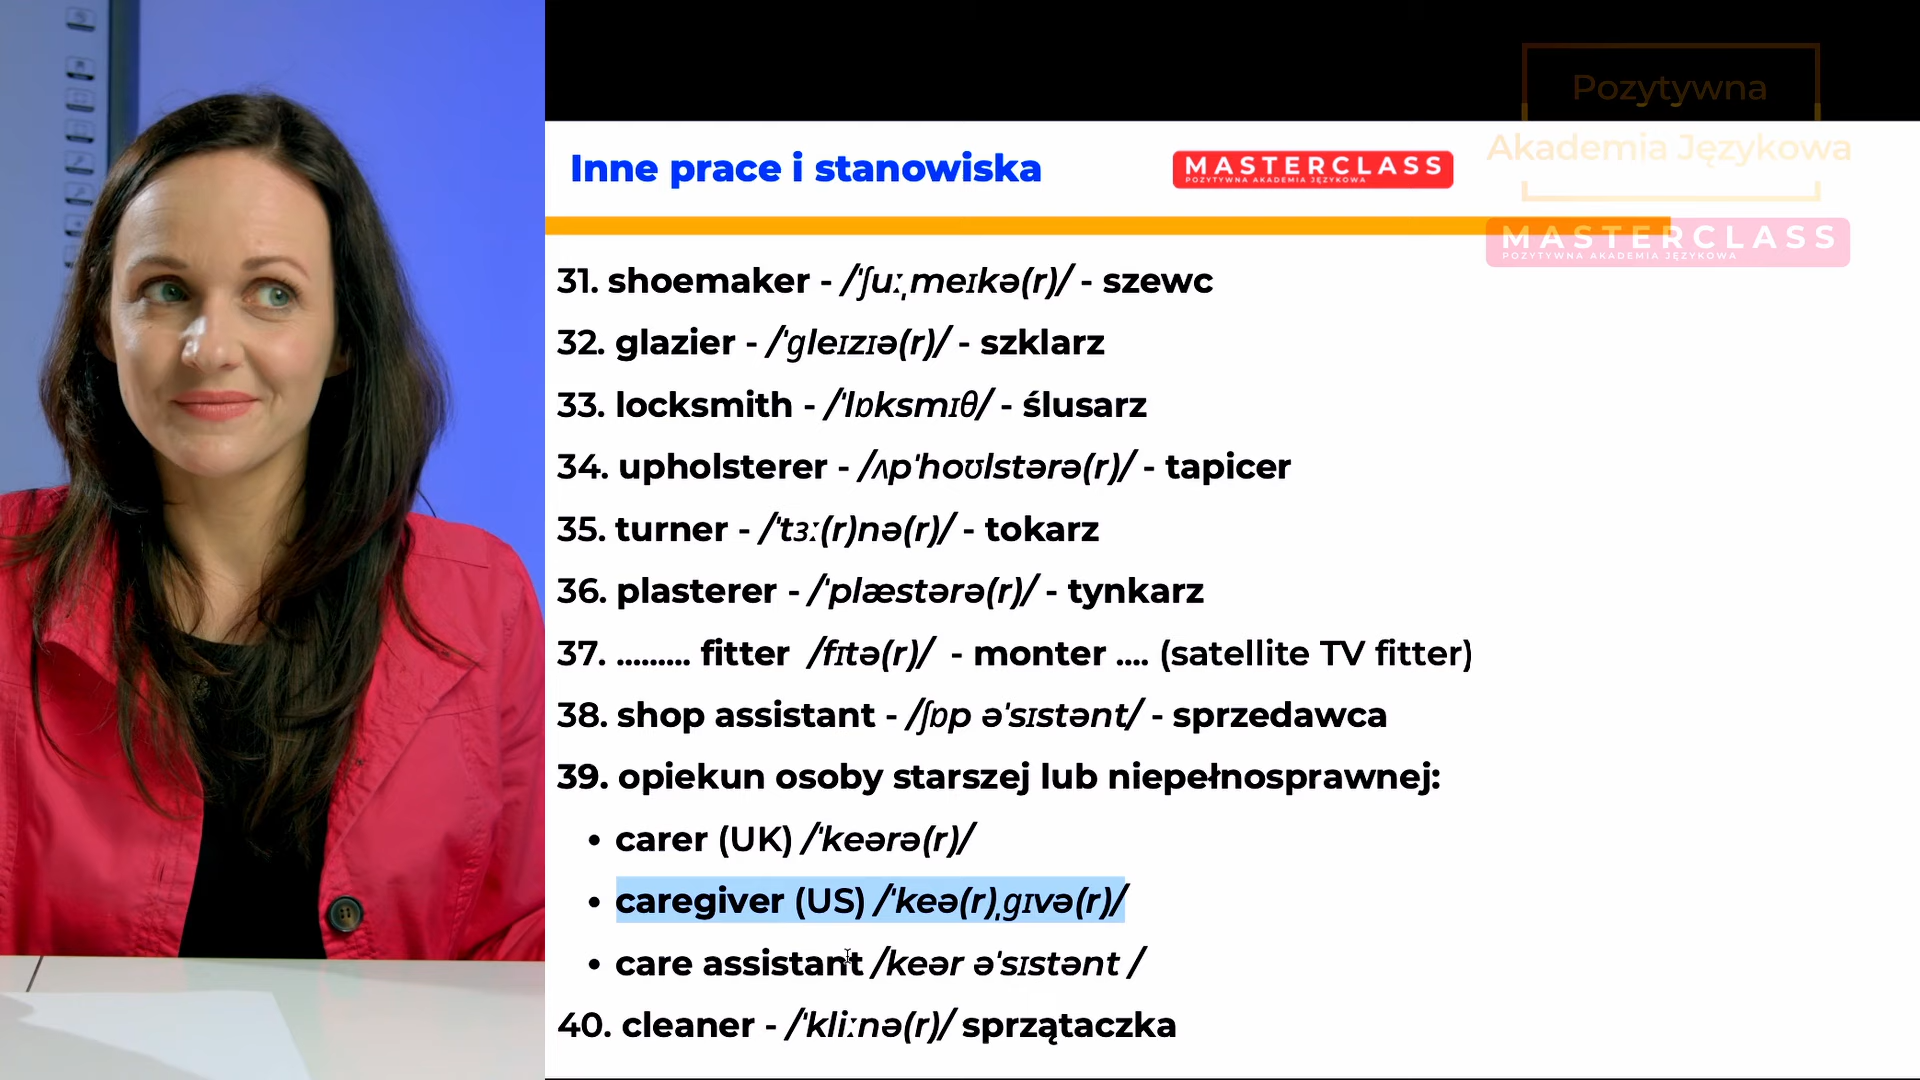 Pozytywna
Akademia Językowa
Inne prace i stanowiska
MASTERCLASS
POZYTYWNA AKADEMIA JĘZYKOWA
MASTERCLASS
POZYTYWNA AKADEMIA JĘZYKOWA
31. shoemaker - /ˈʃuːˌmeɪkə(r)/ - szewc
32. glazier - /ˈɡleɪzɪə(r)/ - szklarz
33. locksmith - /ˈlɒksmɪθ/ - ślusarz
34. upholsterer - /ʌpˈhoʊlstərə(r)/ - tapicer
35. turner - /ˈtɜː(r)nə(r)/ - tokarz
36. plasterer - /ˈplæstərə(r)/ - tynkarz
37. ......... fitter /fɪtə(r)/ - monter .... (satellite TV fitter)
38. shop assistant - /ʃɒp əˈsɪstənt/ - sprzedawca
39. opiekun osoby starszej lub niepełnosprawnej:
• carer (UK) /ˈkeərə(r)/
• caregiver (US) /ˈkeə(r)ˌɡɪvə(r)/
• care assistant /keər əˈsɪstənt /
40. cleaner - /ˈkliːnə(r)/ sprzątaczka